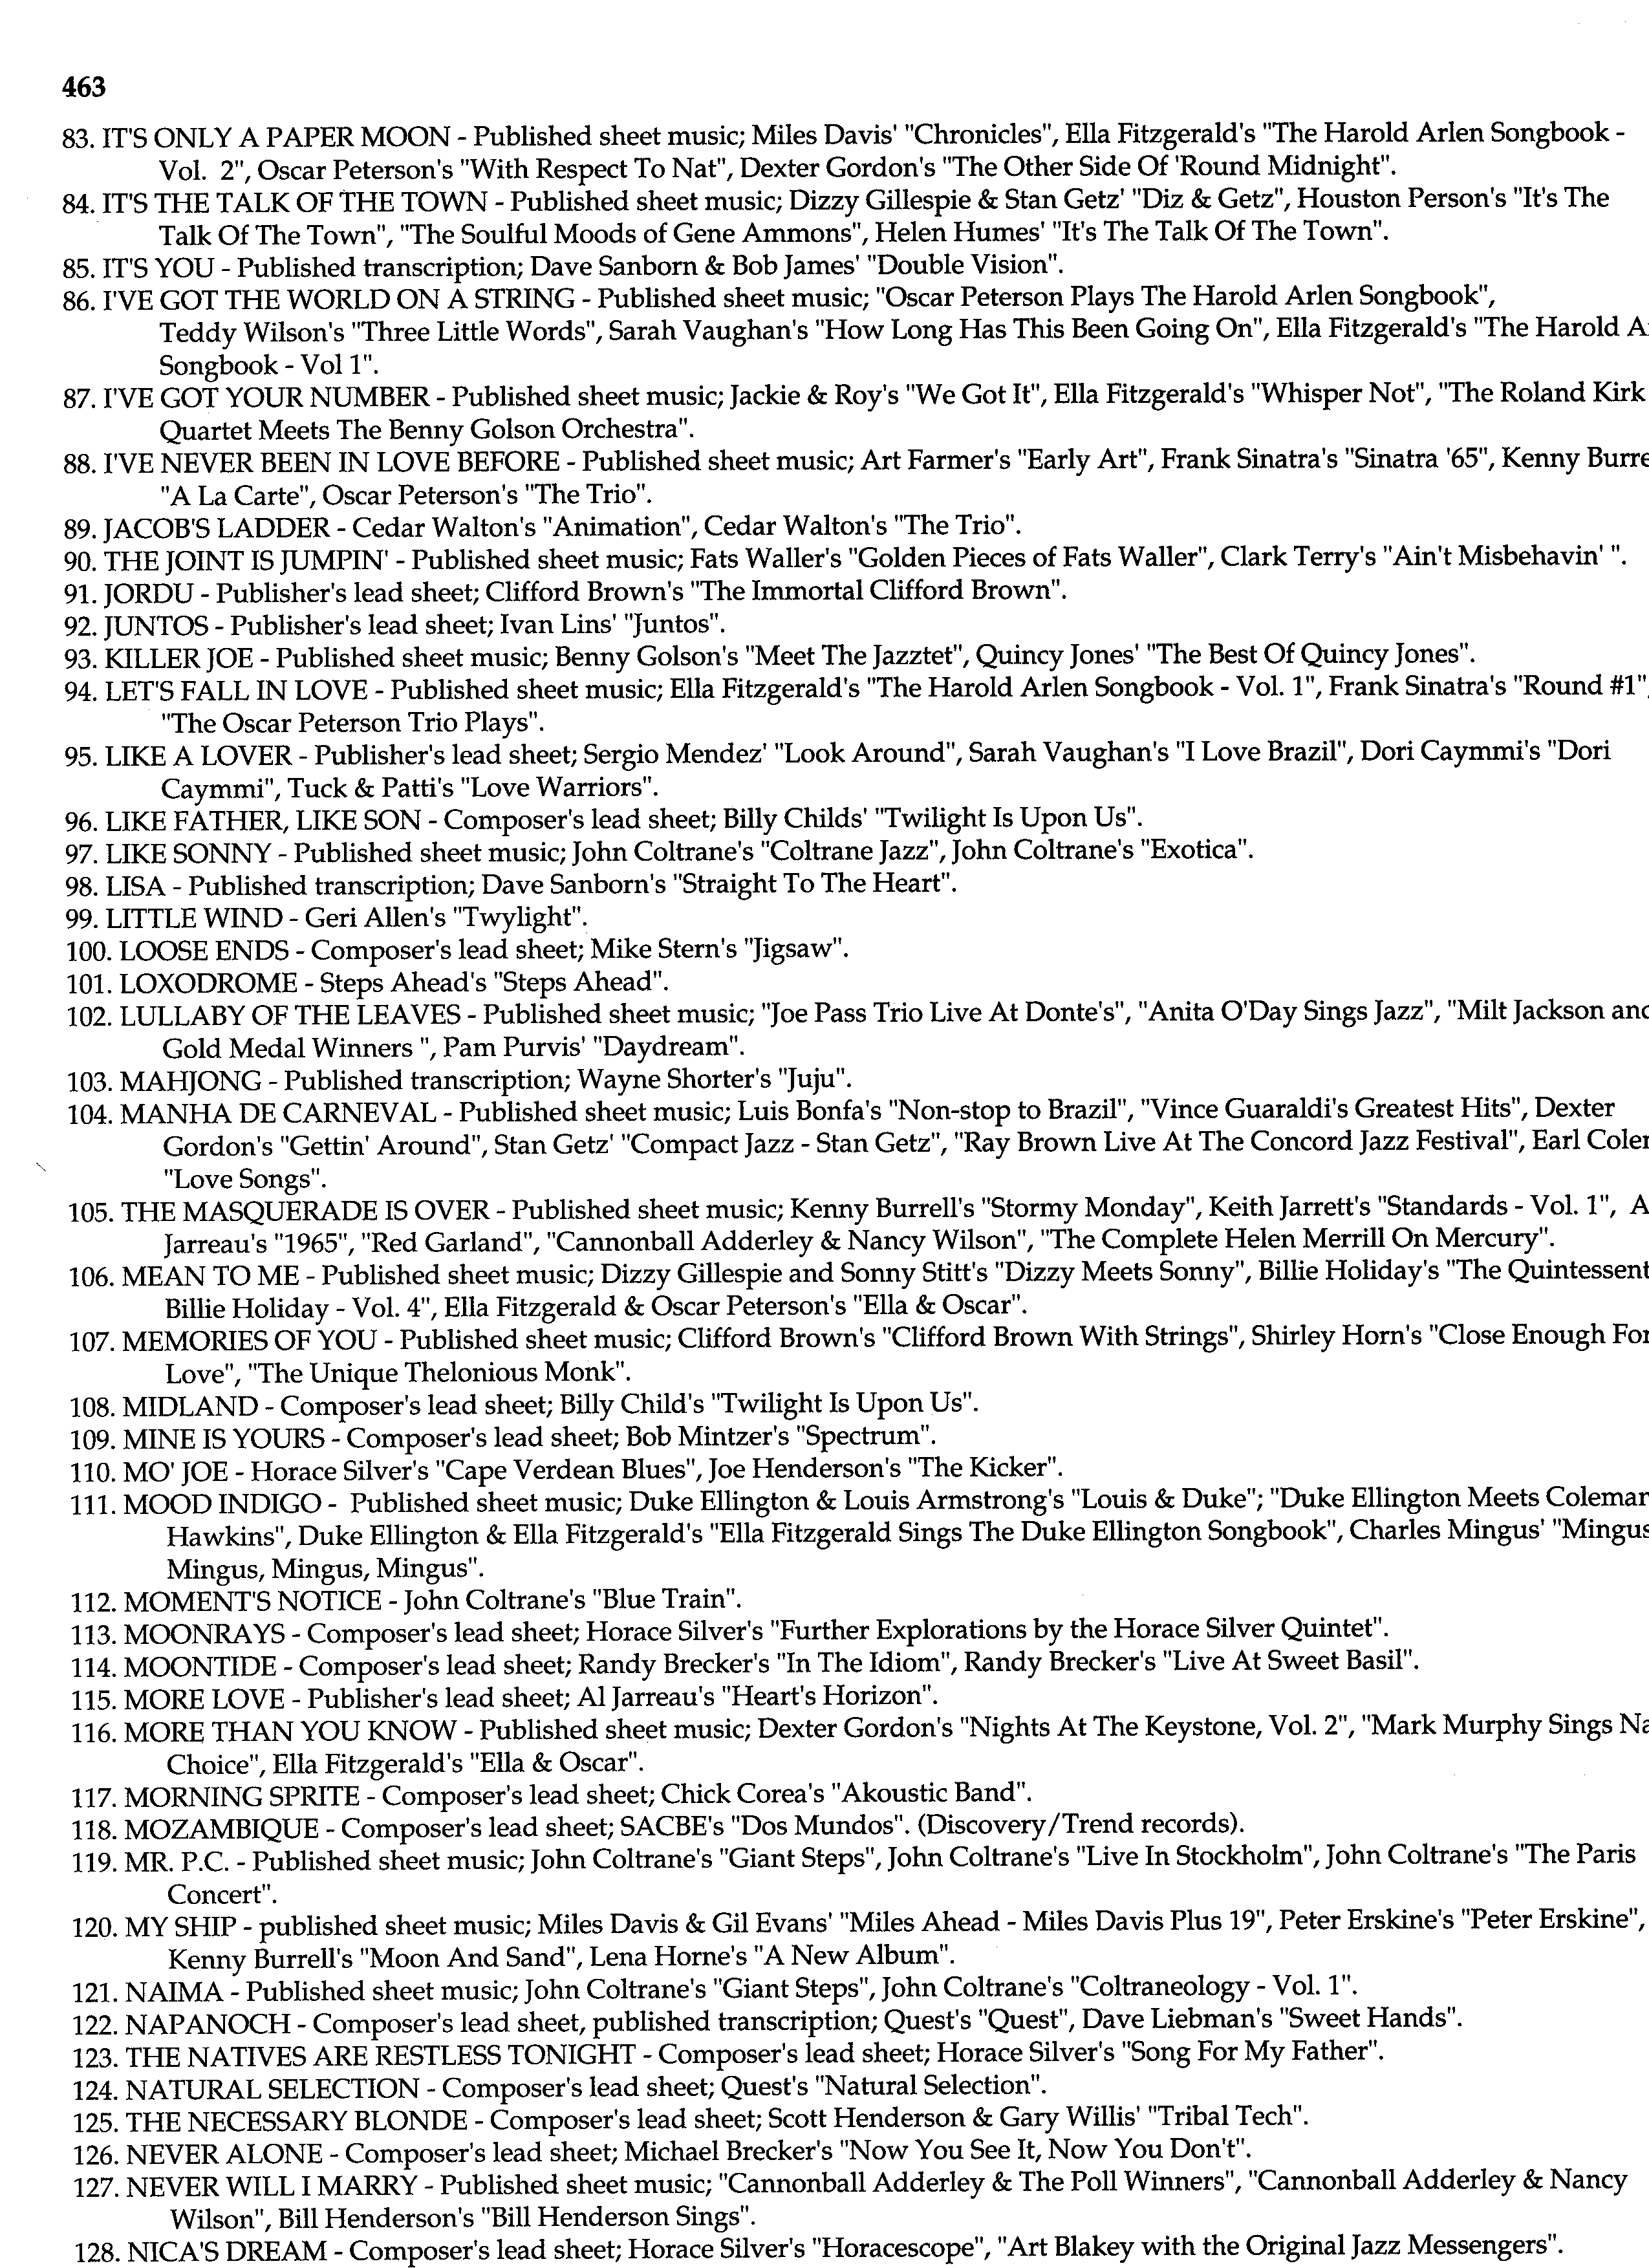 463
83. IT'S ONLY A PAPER MOON - Published sheet music; Miles Davis' "Chronicles", Ella Fitzgerald's "The Harold Arlen Songbook -
Vol. 2", Oscar Peterson's "With Respect To Nat", Dexter Gordon's "The Other Side Of 'Round Midnight".
84. IT'S THE TALK OF THE TOWN - Published sheet music; Dizzy Gillespie & Stan Getz' "Diz & Getz", Houston Person's "It's The
Talk Of The Town", "The Soulful Moods of Gene Ammons", Helen Humes' "It's The Talk Of The Town".
85. IT'S YOU - Published transcription; Dave Sanborn & Bob James' "Double Vision".
86. I'VE GOT THE WORLD ON A STRING - Published sheet music; "Oscar Peterson Plays The Harold Arlen Songbook",
Teddy Wilson's "Three Little Words", Sarah Vaughan's "How Long Has This Been Going On", Ella Fitzgerald's "The Harold
Songbook - Vol 1".
87. I'VE GOT YOUR NUMBER - Published sheet music; Jackie & Roy's "We Got It", Ella Fitzgerald's "Whisper Not", "The Roland Kirk
Quartet Meets The Benny Golson Orchestra".
88. I'VE NEVER BEEN IN LOVE BEFORE - Published sheet music; Art Farmer's "Early Art", Frank Sinatra's "Sinatra '65", Kenny
"A La Carte", Oscar Peterson's "The Trio".
89. JACOB'S LADDER - Cedar Walton's "Animation", Cedar Walton's "The Trio".
90. THE JOINT IS JUMPIN' - Published sheet music; Fats Waller's "Golden Pieces of Fats Waller", Clark Terry's "Ain't Misbehavin' ".
91. JORDU - Publisher's lead sheet; Clifford Brown's "The Immortal Clifford Brown".
92. JUNTOS - Publisher's lead sheet; Ivan Lins' "Juntos".
93. KILLER JOE - Published sheet music; Benny Golson's "Meet The Jazztet", Quincy Jones' "The Best Of Quincy Jones".
94. LET'S FALL IN LOVE - Published sheet music; Ella Fitzgerald's "The Harold Arlen Songbook - Vol. 1", Frank Sinatra's "Round #1",
"The Oscar Peterson Trio Plays".
95. LIKE A LOVER - Publisher's lead sheet; Sergio Mendez' "Look Around", Sarah Vaughan's "I Love Brazil", Dori Caymmi's "Dori
Caymmi", Tuck & Patti's "Love Warriors".
96. LIKE FATHER, LIKE SON - Composer's lead sheet; Billy Childs' "Twilight Is Upon Us".
97. LIKE SONNY - Published sheet music; John Coltrane's "Coltrane Jazz", John Coltrane's "Exotica".
98. LISA - Published transcription; Dave Sanborn's "Straight To The Heart".
99. LITTLE WIND - Geri Allen's "Twylight".
100. LOOSE ENDS - Composer's lead sheet; Mike Stern's "Jigsaw".
101. LOXODROME - Steps Ahead's "Steps Ahead".
102. LULLABY OF THE LEAVES - Published sheet music; "Joe Pass Trio Live At Donte's", "Anita O'Day Sings Jazz", "Milt Jackson and
Gold Medal Winners ", Pam Purvis' "Daydream".
103. MAHJONG - Published transcription; Wayne Shorter's "Juju".
104. MANHA DE CARNEVAL - Published sheet music; Luis Bonfa's "Non-stop to Brazil", "Vince Guaraldi's Greatest Hits", Dexter
Gordon's "Gettin' Around", Stan Getz' "Compact Jazz - Stan Getz", "Ray Brown Live At The Concord Jazz Festival", Earl
"Love Songs".
105. THE MASQUERADE IS OVER - Published sheet music; Kenny Burrell's "Stormy Monday", Keith Jarrett's "Standards - Vol. 1",
Jarreau's "1965", "Red Garland", "Cannonball Adderley & Nancy Wilson", "The Complete Helen Merrill On Mercury".
106. MEAN TO ME - Published sheet music; Dizzy Gillespie and Sonny Stitt's "Dizzy Meets Sonny", Billie Holiday's "The
Billie Holiday - Vol. 4", Ella Fitzgerald & Oscar Peterson's "Ella & Oscar".
107. MEMORIES OF YOU - Published sheet music; Clifford Brown's "Clifford Brown With Strings", Shirley Horn's "Close Enough For
Love", "The Unique Thelonious Monk".
108. MIDLAND - Composer's lead sheet; Billy Child's "Twilight Is Upon Us".
109. MINE IS YOURS - Composer's lead sheet; Bob Mintzer's "Spectrum".
110. MO' JOE - Horace Silver's "Cape Verdean Blues", Joe Henderson's "The Kicker".
111. MOOD INDIGO - Published sheet music; Duke Ellington & Louis Armstrong's "Louis & Duke"; "Duke Ellington Meets Coleman
Hawkins", Duke Ellington & Ella Fitzgerald's "Ella Fitzgerald Sings The Duke Ellington Songbook", Charles Mingus' "Mingus
Mingus, Mingus, Mingus".
112. MOMENT'S NOTICE - John Coltrane's "Blue Train".
113. MOONRAYS - Composer's lead sheet; Horace Silver's "Further Explorations by the Horace Silver Quintet".
114. MOONTIDE - Composer's lead sheet; Randy Brecker's "In The Idiom", Randy Brecker's "Live At Sweet Basil".
115. MORE LOVE - Publisher's lead sheet; Al Jarreau's "Heart's Horizon".
116. MORE THAN YOU KNOW - Published sheet music; Dexter Gordon's "Nights At The Keystone, Vol. 2", "Mark Murphy Sings
Choice", Ella Fitzgerald's "Ella & Oscar".
117. MORNING SPRITE - Composer's lead sheet; Chick Corea's "Akoustic Band".
118. MOZAMBIQUE - Composer's lead sheet; SACBE's "Dos Mundos". (Discovery/Trend records).
119. MR. P.C. - Published sheet music; John Coltrane's "Giant Steps", John Coltrane's "Live In Stockholm", John Coltrane's "The Paris
Concert".
120. MY SHIP - published sheet music; Miles Davis & Gil Evans' "Miles Ahead - Miles Davis Plus 19", Peter Erskine's "Peter Erskine",
Kenny Burrell's "Moon And Sand", Lena Horne's "A New Album".
121. NAIMA - Published sheet music; John Coltrane's "Giant Steps", John Coltrane's "Coltraneology - Vol. 1".
122. NAPANOCH - Composer's lead sheet, published transcription; Quest's "Quest", Dave Liebman's "Sweet Hands".
123. THE NATIVES ARE RESTLESS TONIGHT - Composer's lead sheet; Horace Silver's "Song For My Father".
124. NATURAL SELECTION - Composer's lead sheet; Quest's "Natural Selection".
125. THE NECESSARY BLONDE - Composer's lead sheet; Scott Henderson & Gary Willis' "Tribal Tech".
126. NEVER ALONE - Composer's lead sheet; Michael Brecker's "Now You See It, Now You Don't".
127. NEVER WILL I MARRY - Published sheet music; "Cannonball Adderley & The Poll Winners", "Cannonball Adderley & Nancy
Wilson", Bill Henderson's "Bill Henderson Sings".
128. NICA'S DREAM - Composer's lead sheet; Horace Silver's "Horacescope", "Art Blakey with the Original Jazz Messengers".